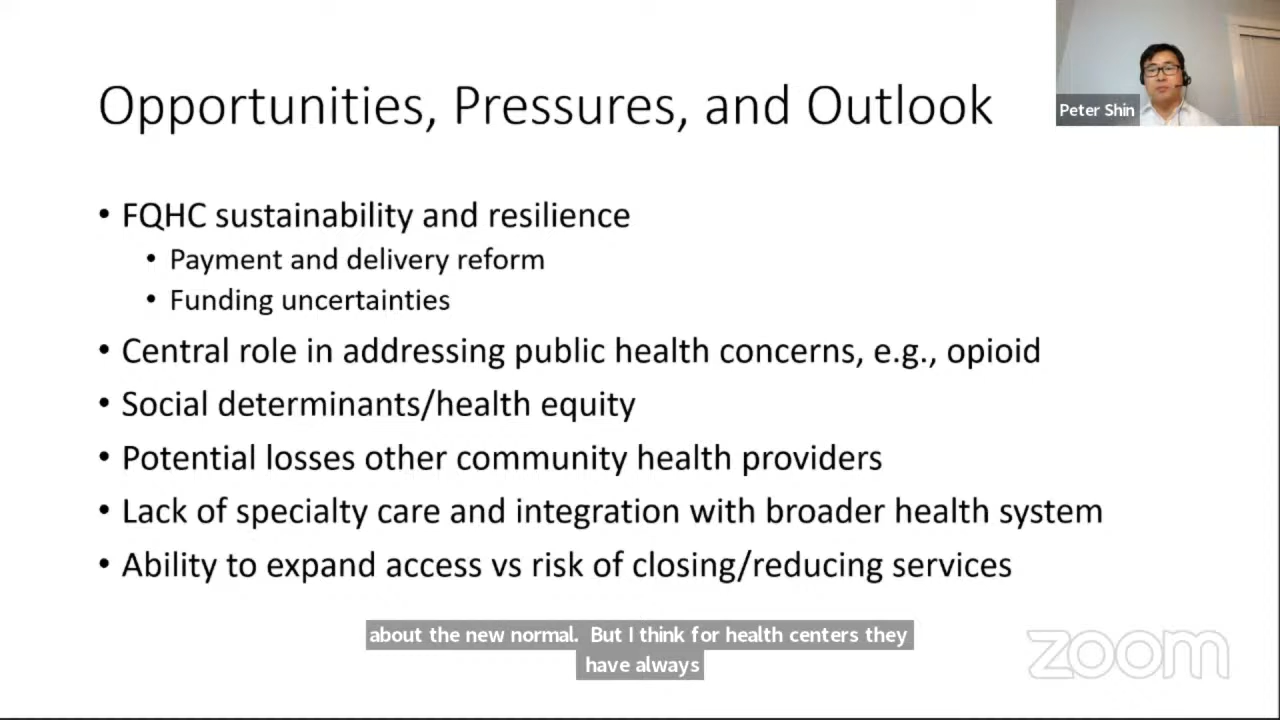 Opportunities, Pressures, and Outlook
Peter Shin
• FQHC sustainability and resilience
• Payment and delivery reform
• Funding uncertainties
• Central role in addressing public health concerns, e.g., opioid
• Social determinants/health equity
• Potential losses other community health providers
• Lack of specialty care and integration with broader health system
• Ability to expand access vs risk of closing/reducing services
about the new normal. But I think for health centers they
have always
zoom